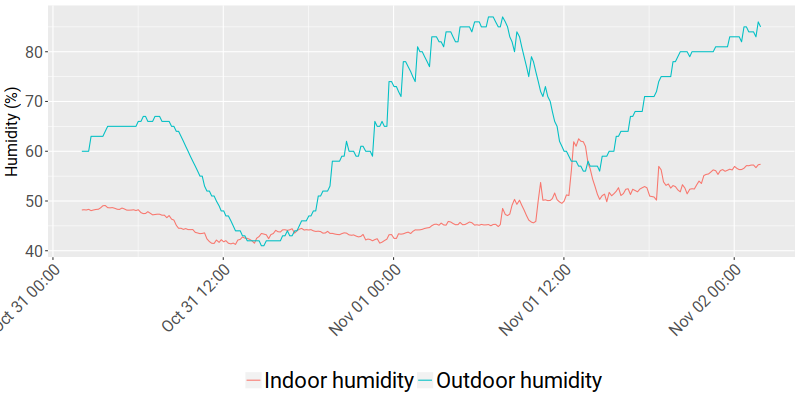 Humidity (%)
80
70
60
50
40
Oct 31 12:00
Nov 01 00:00
Nov 01 12:00
Nov 02 00:00
ct 31 00:00
Indoor humidity
Outdoor humidity